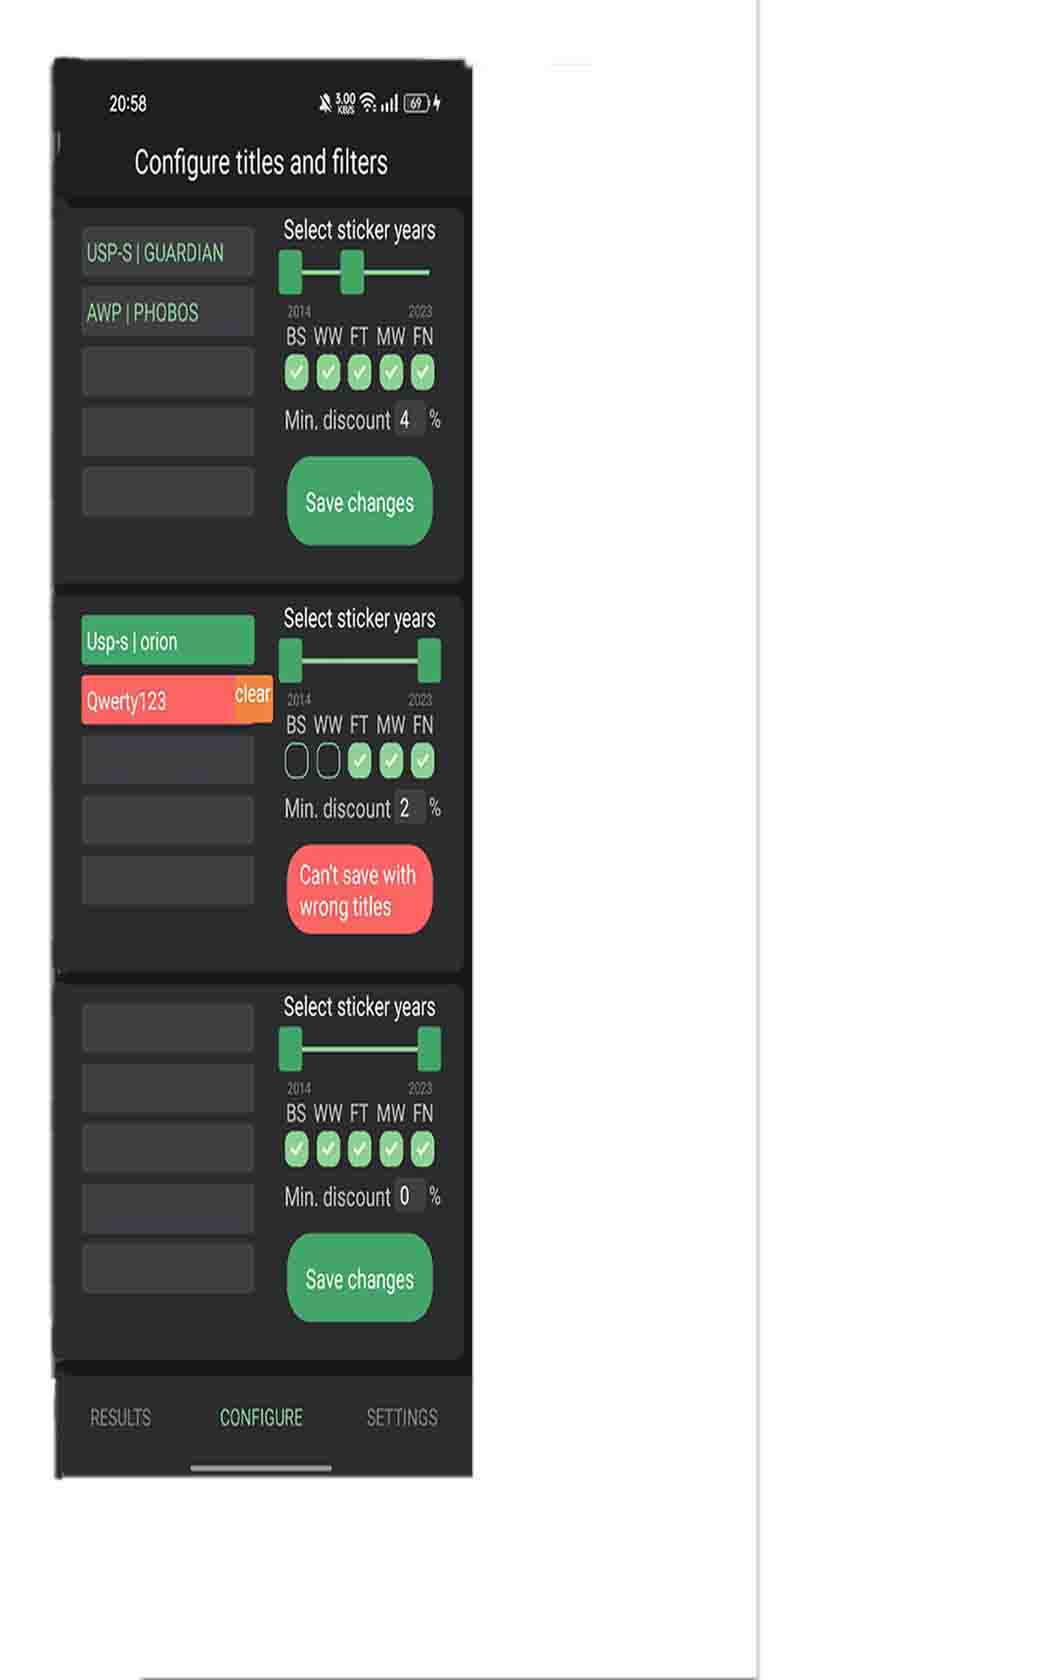 20:58
3.00
KB/S
69
Configure titles and filters
USP-S | GUARDIAN
AWP | PHOBOS
Select sticker years
2014 2023
BS WW FT MW FN
Min. discount 4 %
Save changes
Usp-s | orion
Qwerty123 clear
Select sticker years
2014 2023
BS WW FT MW FN
Min. discount 2 %
Can't save with
wrong titles
Select sticker years
2014 2023
BS WW FT MW FN
Min. discount 0 %
Save changes
RESULTS CONFIGURE SETTINGS